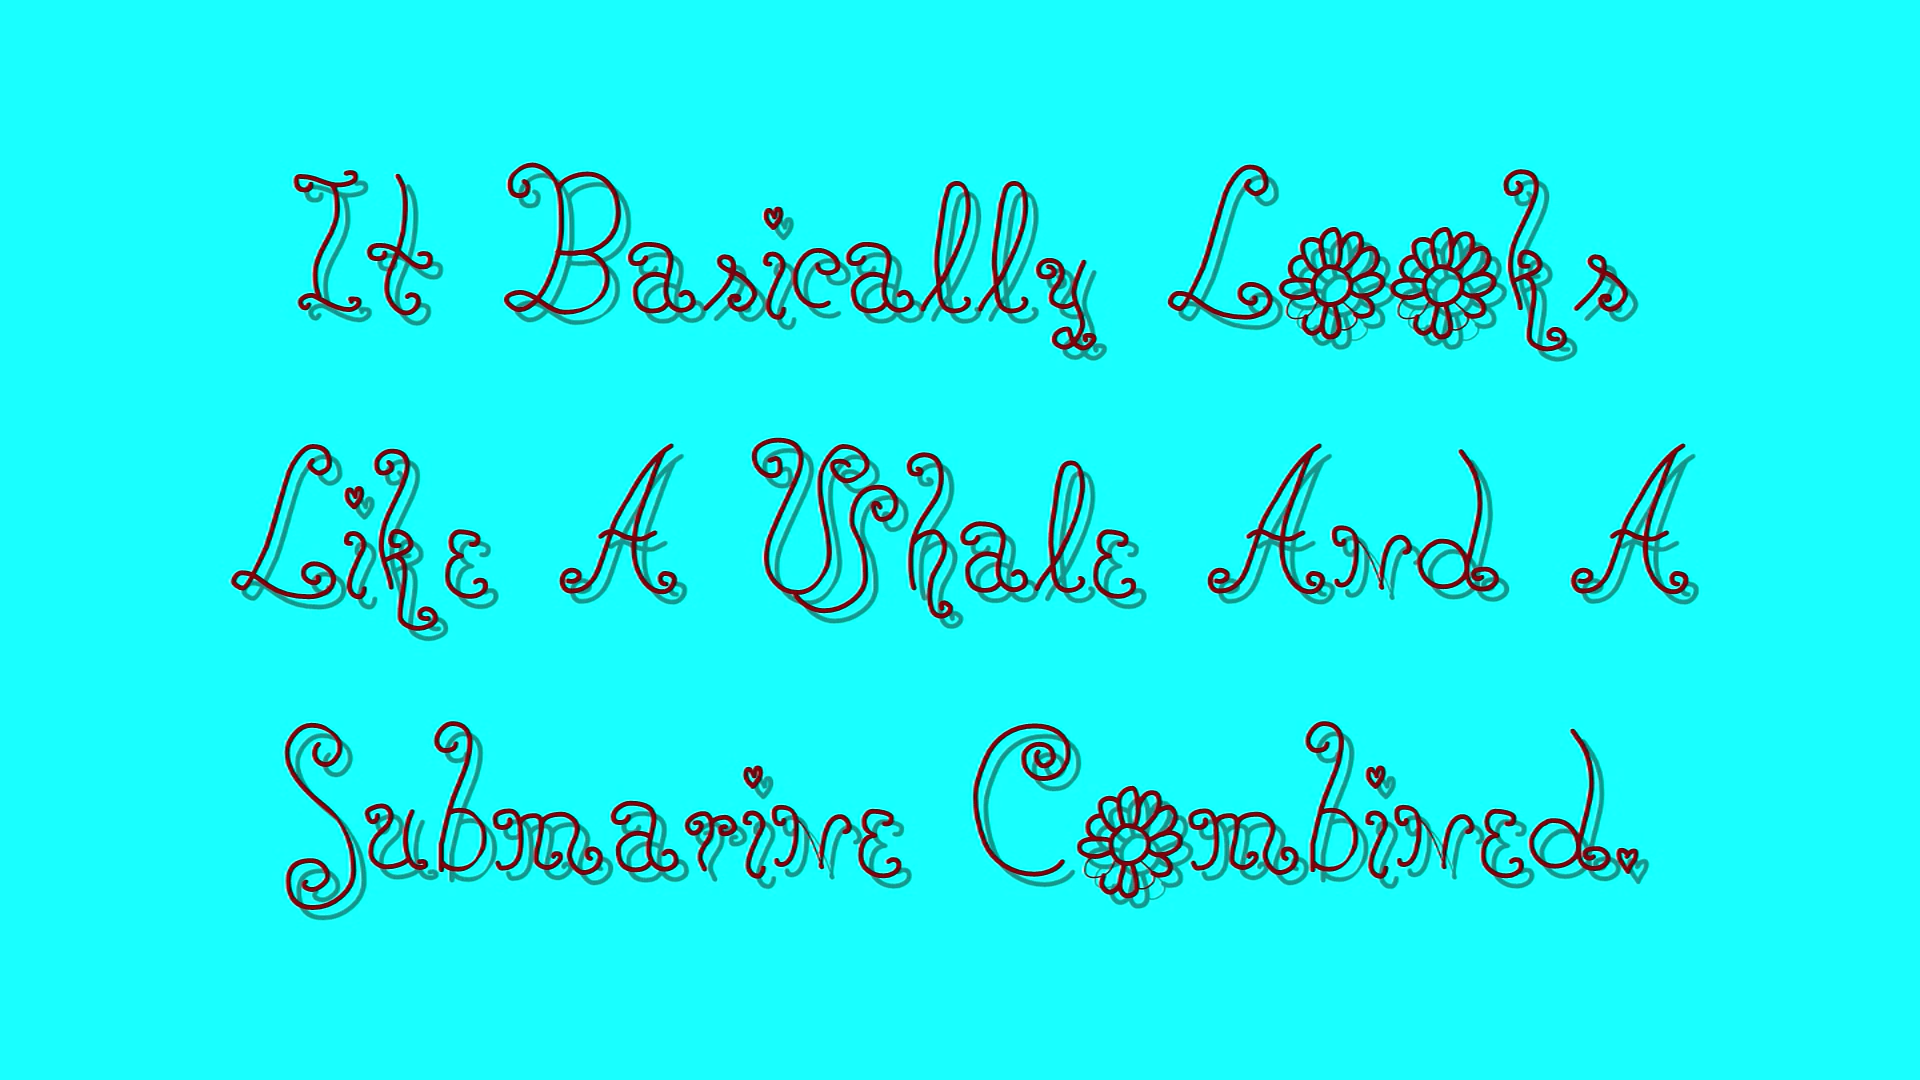 It Basically Looks
Like A Whale And A
Submarine Combined.